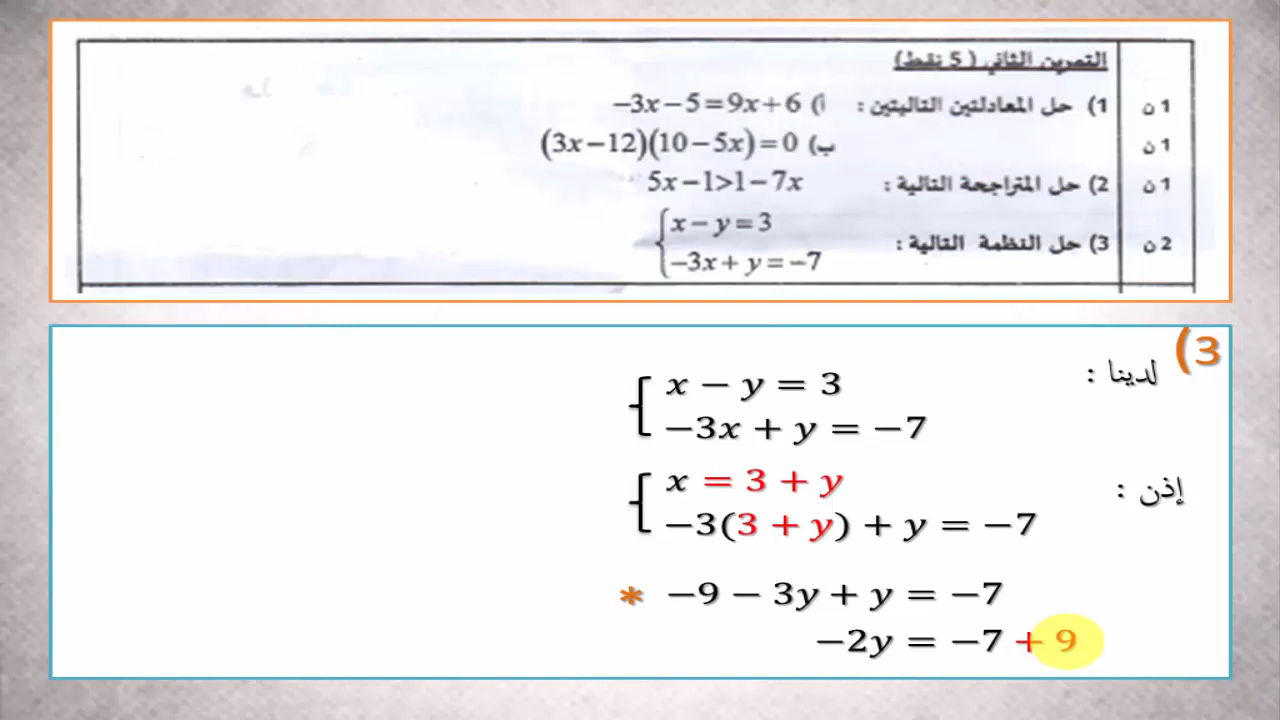 التمرين الثاني ( 5 نقط)
1) حل المعادلتين التاليتين : أ) -3x-5=9x+6 1 ن
ب) (3x-12)(10-5x)=0 1 ن
2) حل المتراجحة التالية : 5x-1>1-7x 1 ن
3) حل النظمة التالية : { x-y=3 2 ن
-3x+y=-7
3)
لدينا : { x − y = 3
−3x + y = −7
إذن : { x = 3 + y
−3(3 + y) + y = −7
* −9 − 3y + y = −7
−2y = −7 + 9